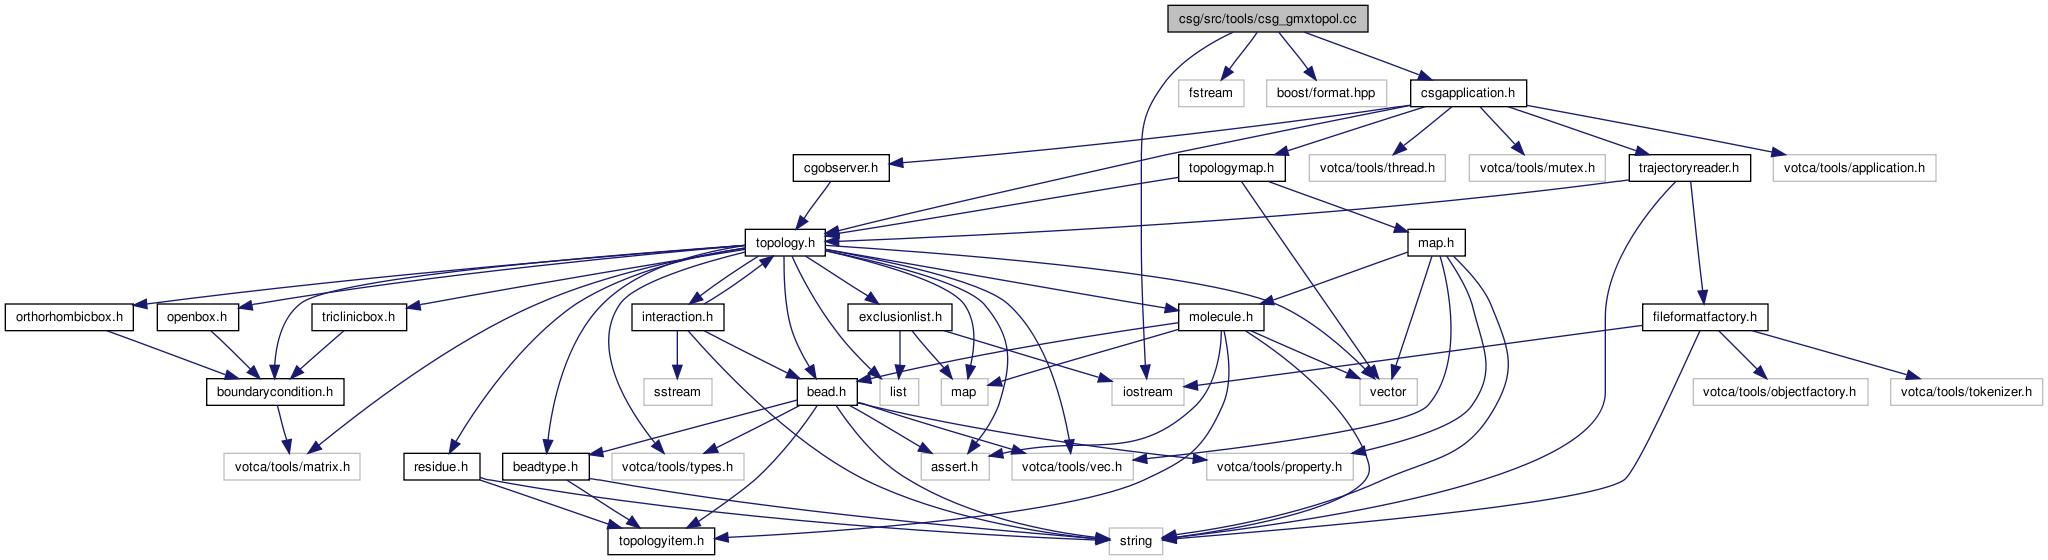 csg/src/tools/csg_gmxtopol.cc
fstream
boost/format.hpp
csgapplication.h
cgobserver.h
topologymap.h
votca/tools/thread.h
votca/tools/mutex.h
trajectoryreader.h
votca/tools/application.h
topology.h
map.h
orthorhombicbox.h
openbox.h
triclinicbox.h
interaction.h
exclusionlist.h
molecule.h
fileformatfactory.h
boundarycondition.h
sstream
bead.h
list
map
iostream
vector
votca/tools/objectfactory.h
votca/tools/tokenizer.h
votca/tools/matrix.h
residue.h
beadtype.h
votca/tools/types.h
assert.h
votca/tools/vec.h
votca/tools/property.h
topologyitem.h
string